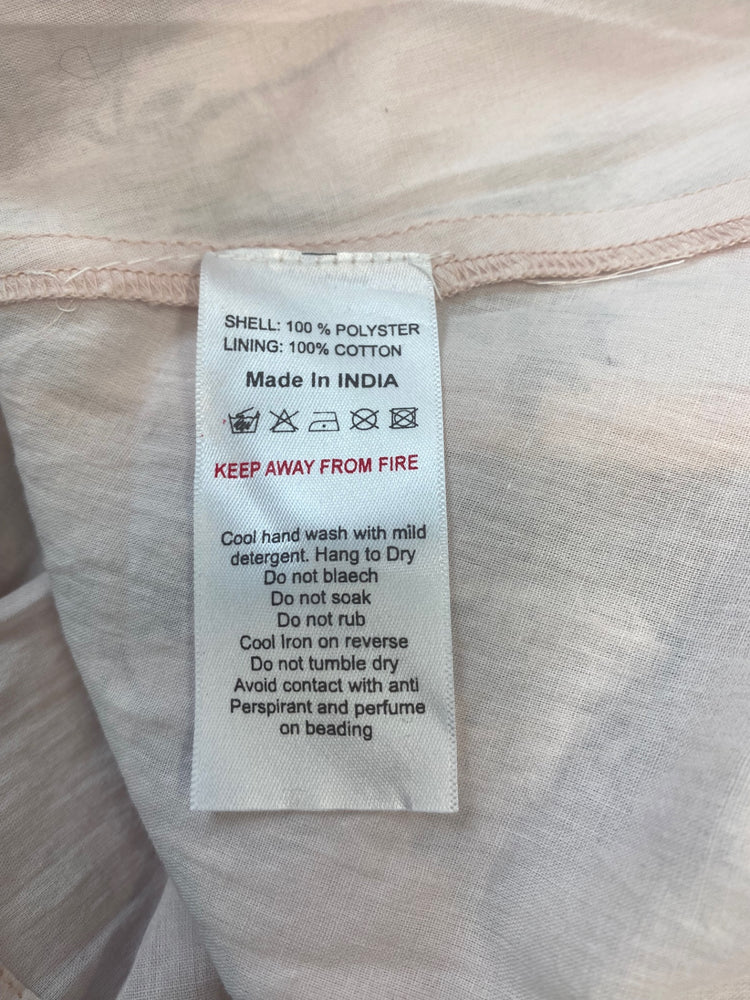 SHELL: 100 % POLYSTER
LINING: 100% COTTON
Made In INDIA
KEEP AWAY FROM FIRE
Cool hand wash with mild
detergent. Hang to Dry
Do not blaech
Do not soak
Do not rub
Cool Iron on reverse
Do not tumble dry
Avoid contact with anti
Perspirant and perfume
on beading